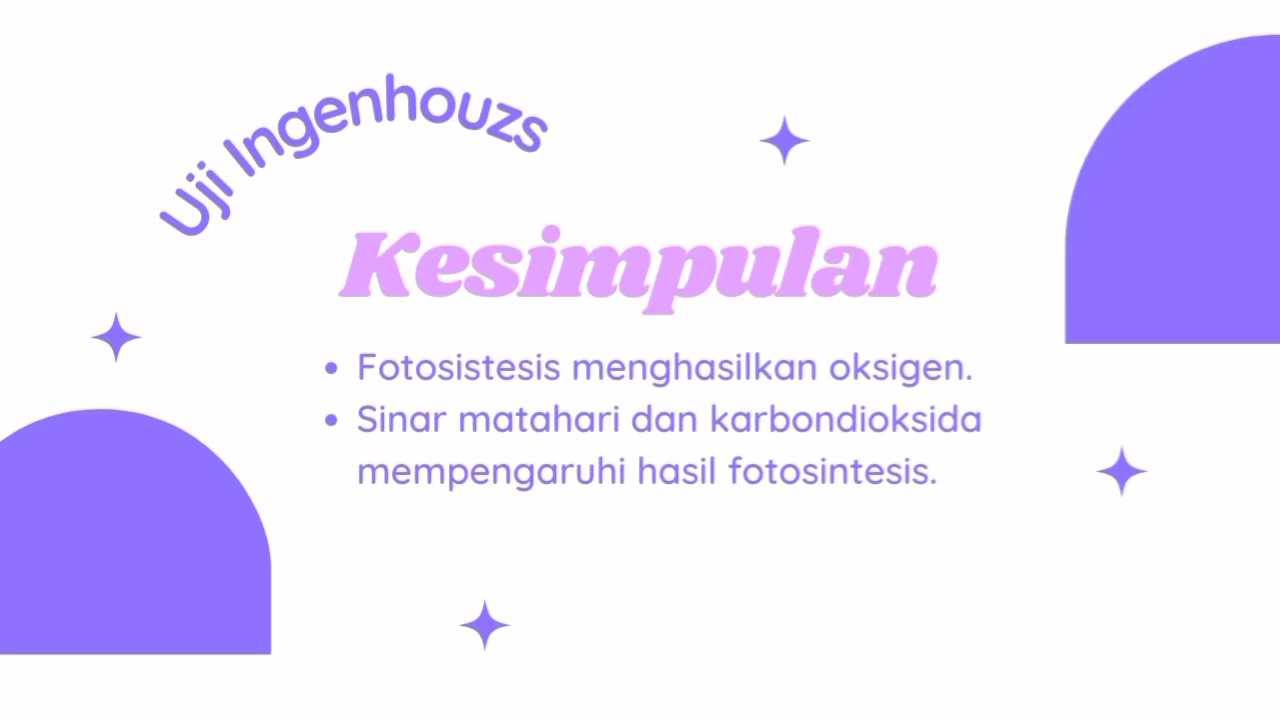 Uji Ingenhouzs
Kesimpulan
• Fotosistesis menghasilkan oksigen.
• Sinar matahari dan karbondioksida
mempengaruhi hasil fotosintesis.